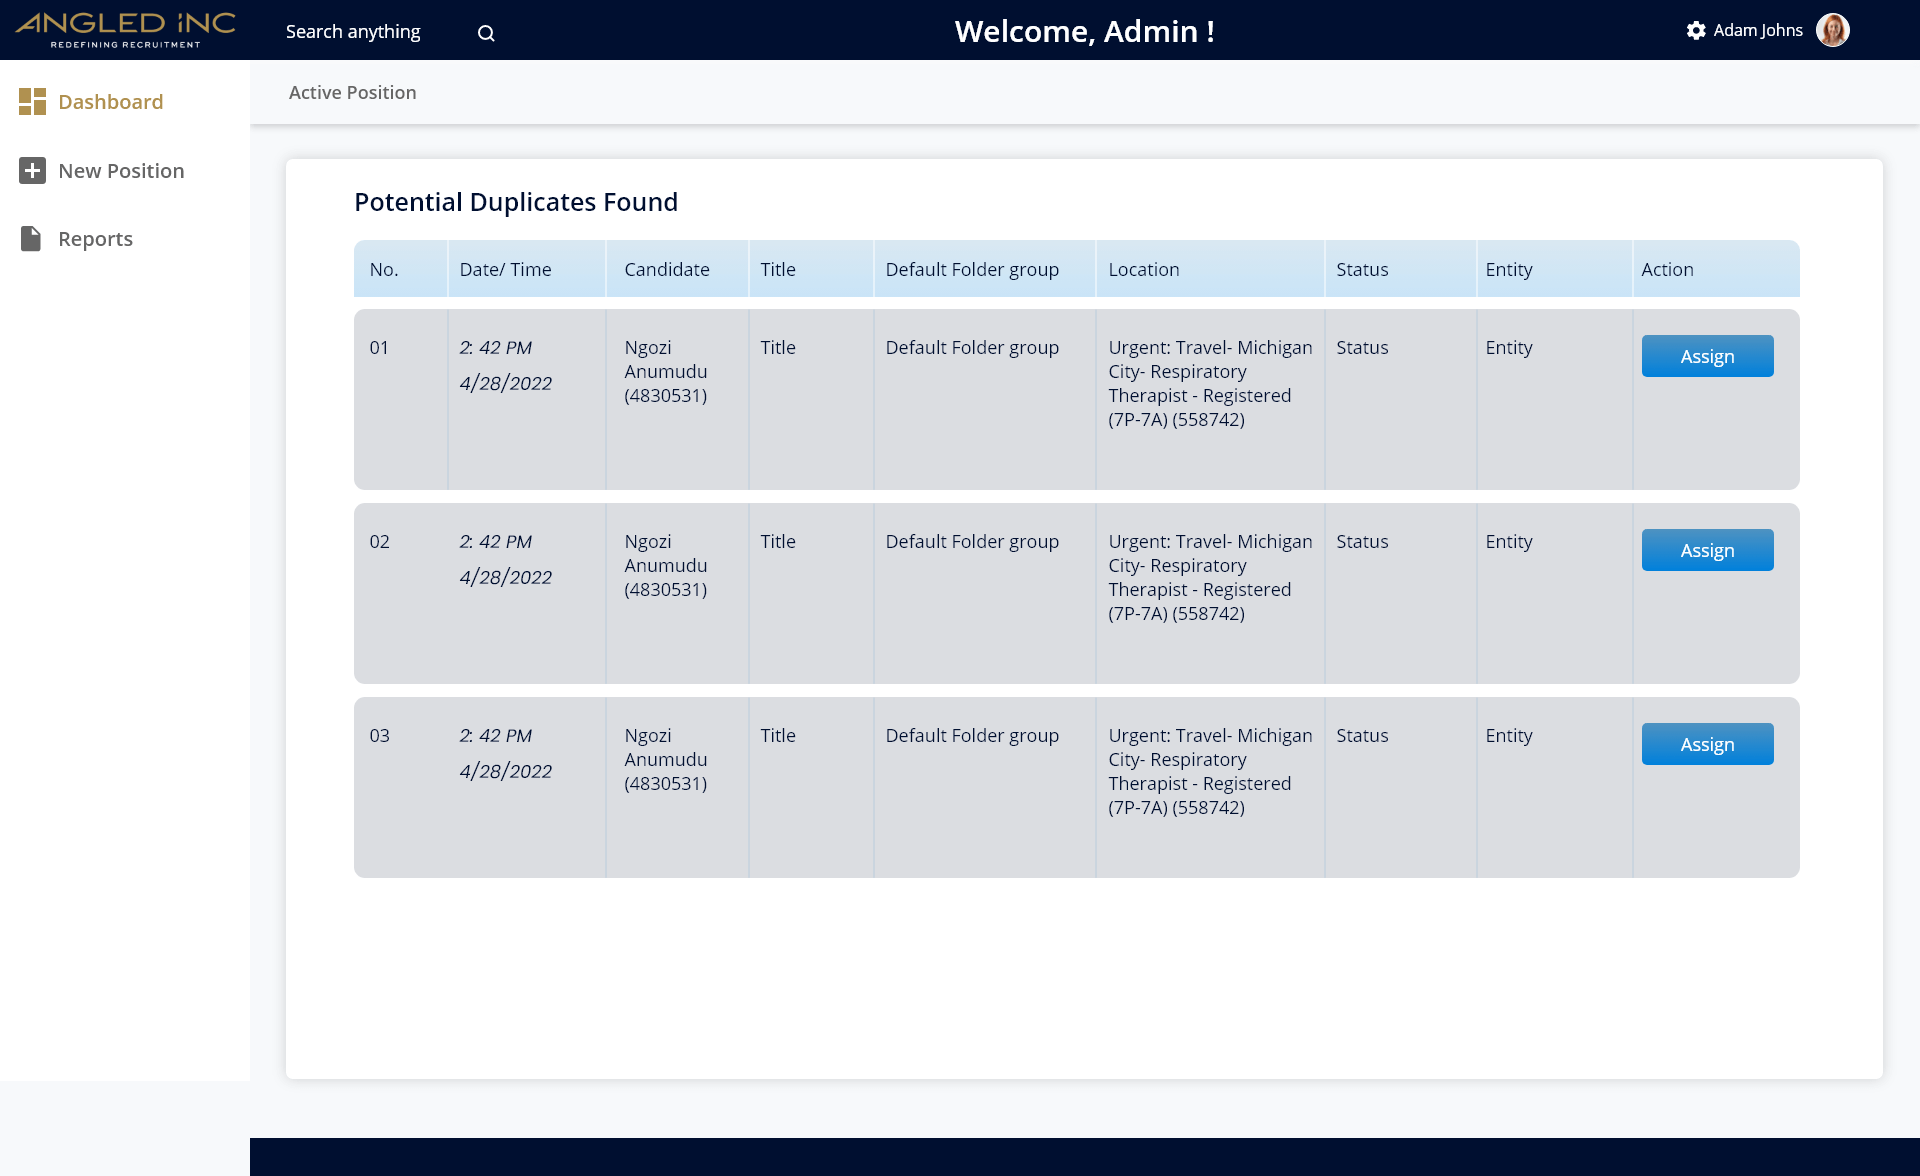 ANGLED INC
REDEFINING RECRUITMENT
Search anything
Welcome, Admin !
Adam Johns
Dashboard
New Position
Reports
Active Position
Potential Duplicates Found
No. Date/ Time Candidate Title Default Folder group Location Status Entity Action
01
2: 42 PM
4/28/2022
Ngozi
Anumudu
(4830531)
Title
Default Folder group
Urgent: Travel- Michigan
City- Respiratory
Therapist - Registered
(7P-7A) (558742)
Status
Entity
Assign
02
2: 42 PM
4/28/2022
Ngozi
Anumudu
(4830531)
Title
Default Folder group
Urgent: Travel- Michigan
City- Respiratory
Therapist - Registered
(7P-7A) (558742)
Status
Entity
Assign
03
2: 42 PM
4/28/2022
Ngozi
Anumudu
(4830531)
Title
Default Folder group
Urgent: Travel- Michigan
City- Respiratory
Therapist - Registered
(7P-7A) (558742)
Status
Entity
Assign